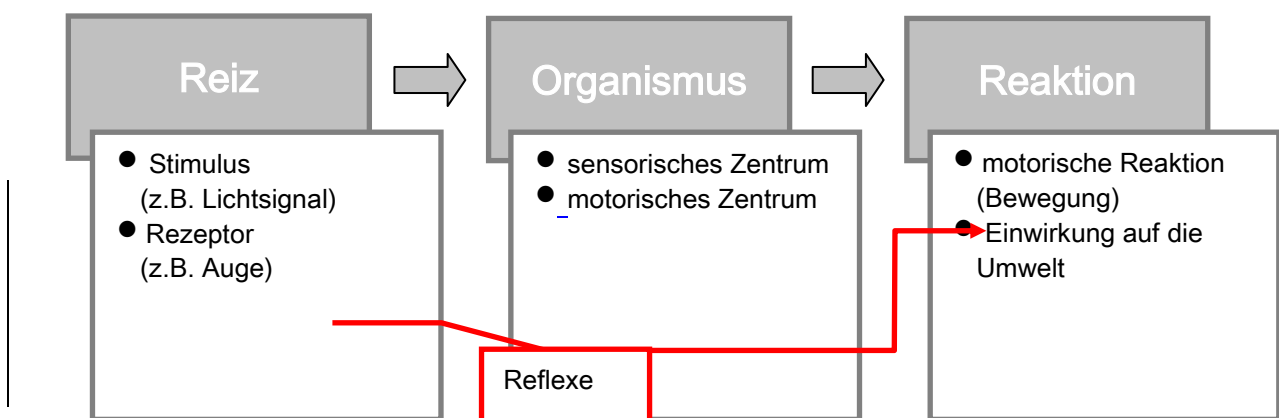 Reiz
Organismus
Reaktion
● Stimulus
(z.B. Lichtsignal)
● Rezeptor
(z.B. Auge)
● sensorisches Zentrum
● motorisches Zentrum
● motorische Reaktion
(Bewegung)
● Einwirkung auf die
Umwelt
Reflexe